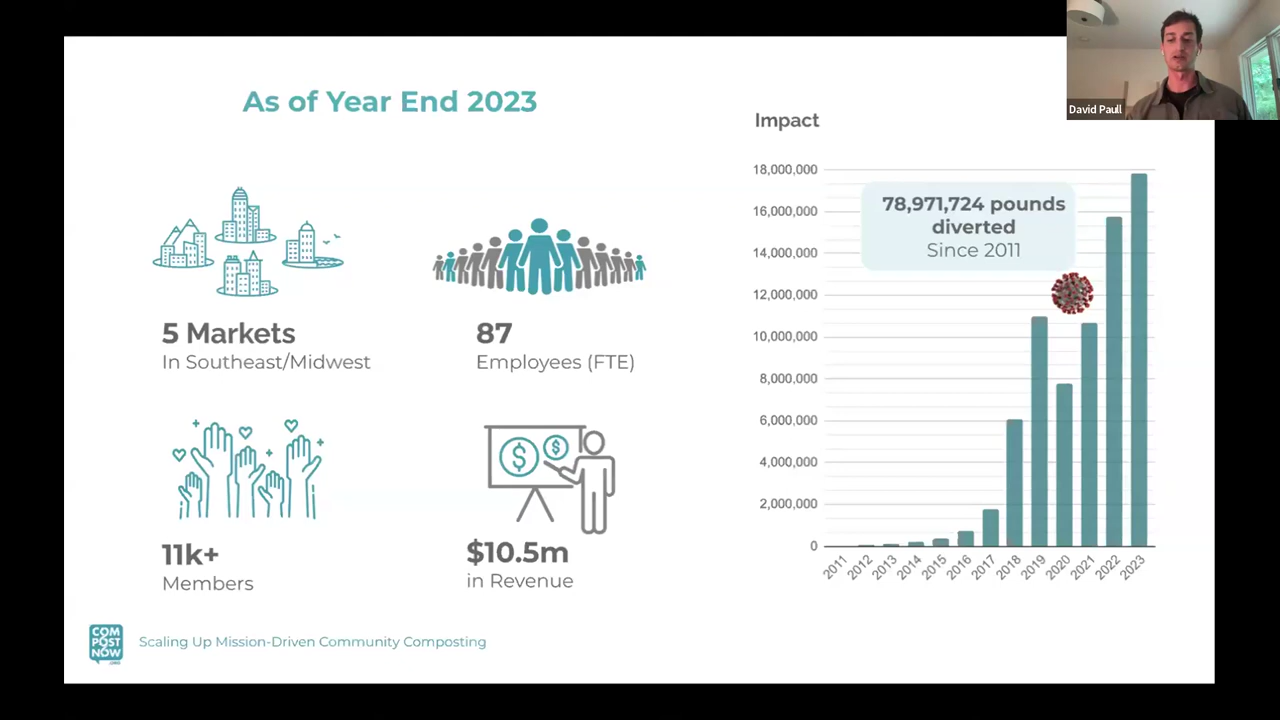 As of Year End 2023
David Paull
Impact
5 Markets
In Southeast/Midwest
87
Employees (FTE)
11k+
Members
$10.5m
in Revenue
18,000,000
16,000,000
14,000,000
12,000,000
10,000,000
8,000,000
6,000,000
4,000,000
2,000,000
0
78,971,724 pounds
diverted
Since 2011
2011
2012
2013
2014
2015
2016
2017
2018
2019
2020
2021
2022
2023
COM
POST
NOW
.ORG
Scaling Up Mission-Driven Community Composting